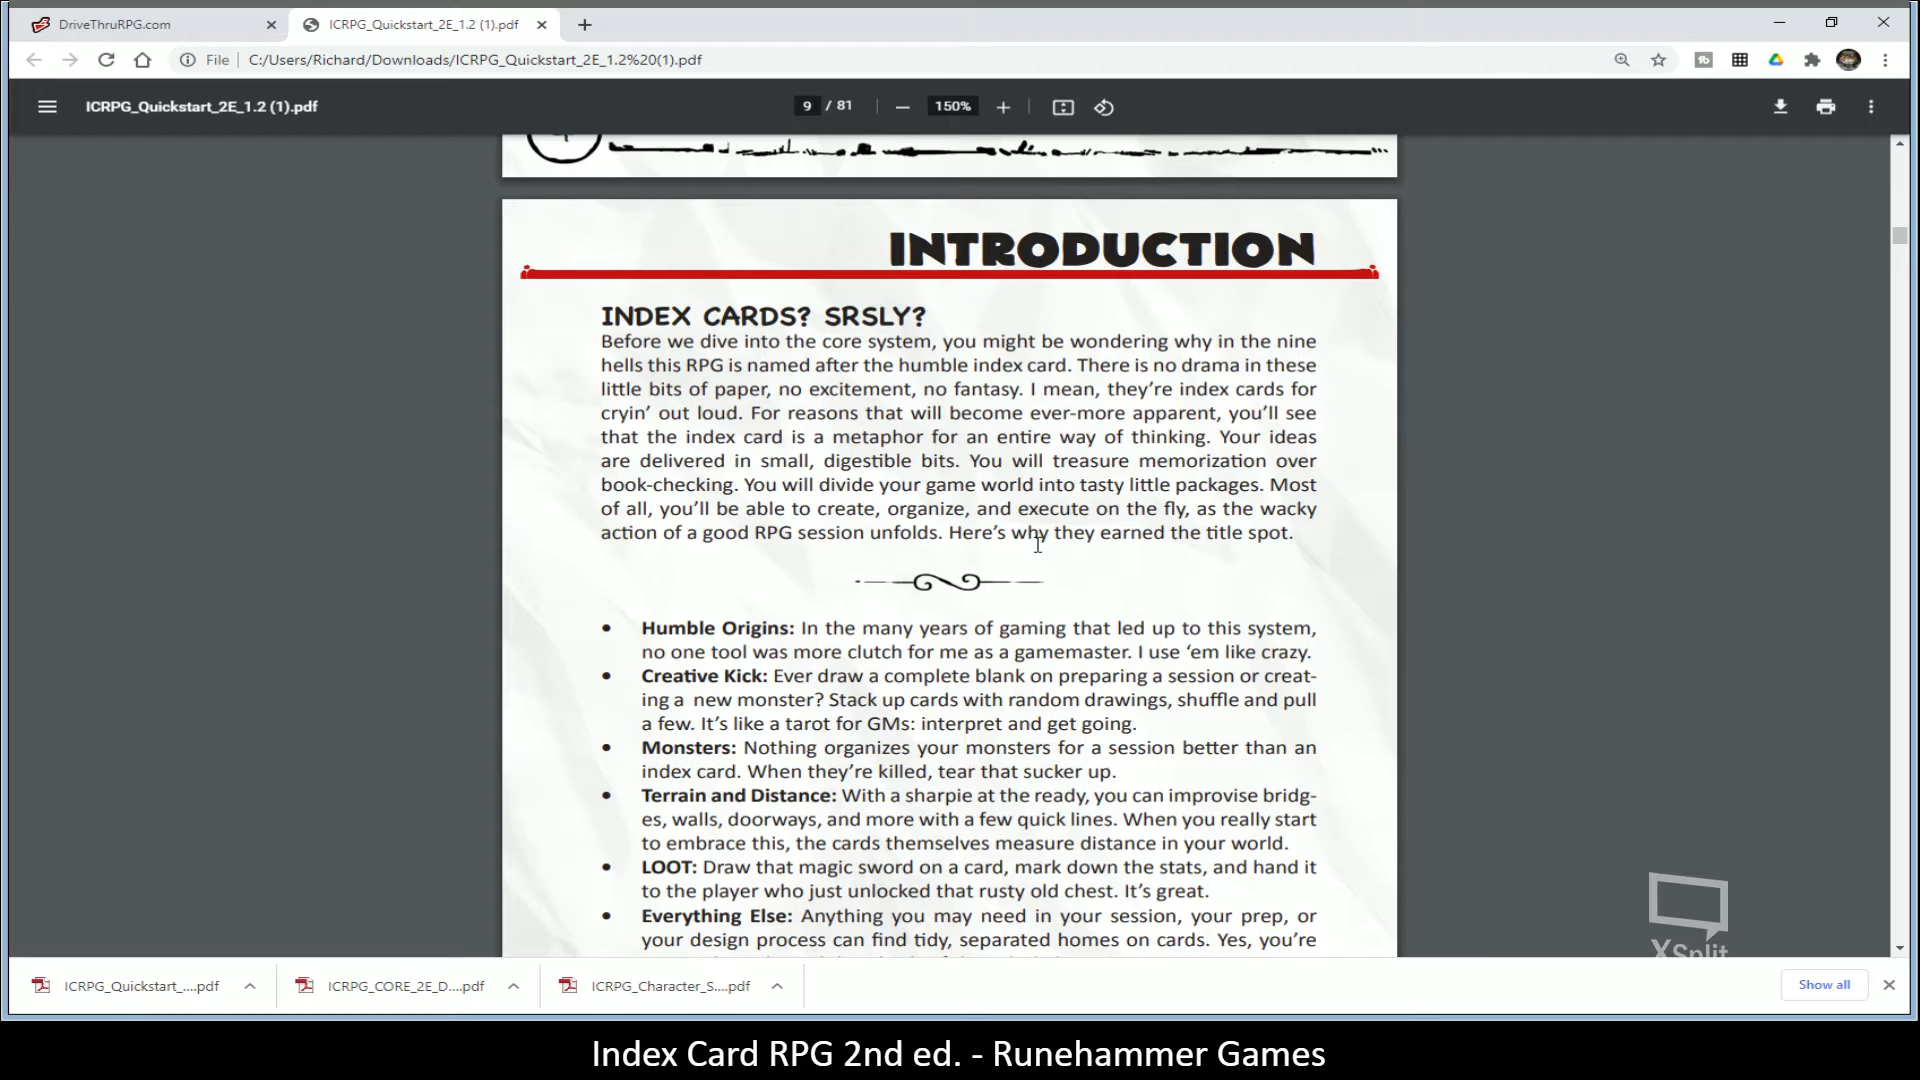 DriveThruRPG.com
ICRPG_Quickstart_2E_1.2 (1).pdf
File
C:/Users/Richard/Downloads/ICRPG_Quickstart_2E_1.2%20(1).pdf
ICRPG_Quickstart_2E_1.2 (1).pdf
9 / 81
150%
INTRODUCTION
INDEX CARDS? SRSLY?
Before we dive into the core system, you might be wondering why in the nine
hells this RPG is named after the humble index card. There is no drama in these
little bits of paper, no excitement, no fantasy. I mean, they're index cards for
cryin' out loud. For reasons that will become ever-more apparent, you'll see
that the index card is a metaphor for an entire way of thinking. Your ideas
are delivered in small, digestible bits. You will treasure memorization over
book-checking. You will divide your game world into tasty little packages. Most
of all, you'll be able to create, organize, and execute on the fly, as the wacky
action of a good RPG session unfolds. Here's why they earned the title spot.
• Humble Origins: In the many years of gaming that led up to this system,
no one tool was more clutch for me as a gamemaster. I use ‘em like crazy.
• Creative Kick: Ever draw a complete blank on preparing a session or creat-
ing a new monster? Stack up cards with random drawings, shuffle and pull
a few. It's like a tarot for GMs: interpret and get going.
• Monsters: Nothing organizes your monsters for a session better than an
index card. When they're killed, tear that sucker up.
• Terrain and Distance: With a sharpie at the ready, you can improvise bridg-
es, walls, doorways, and more with a few quick lines. When you really start
to embrace this, the cards themselves measure distance in your world.
• LOOT: Draw that magic sword on a card, mark down the stats, and hand it
to the player who just unlocked that rusty old chest. It's great.
• Everything Else: Anything you may need in your session, your prep, or
your design process can find tidy, separated homes on cards. Yes, you're
XSplit
ICRPG_Quickstart_....pdf
ICRPG_CORE_2E_D....pdf
ICRPG_Character_S....pdf
Show all
Index Card RPG 2nd ed. - Runehammer Games